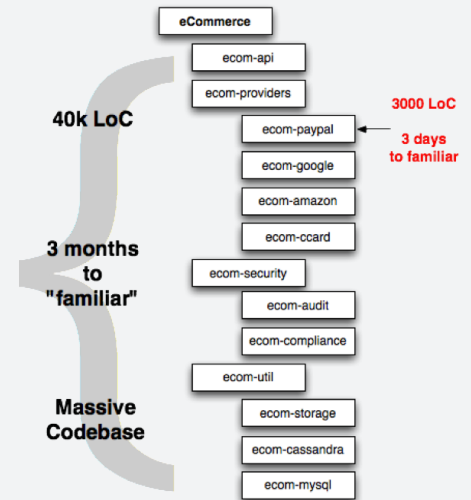 eCommerce
ecom-api
ecom-providers
40k LoC
3000 LoC
ecom-paypal
3 days
to familiar
ecom-google
ecom-amazon
ecom-ccard
3 months
to
"familiar"
ecom-security
ecom-audit
ecom-compliance
ecom-util
Massive
Codebase
ecom-storage
ecom-cassandra
ecom-mysql